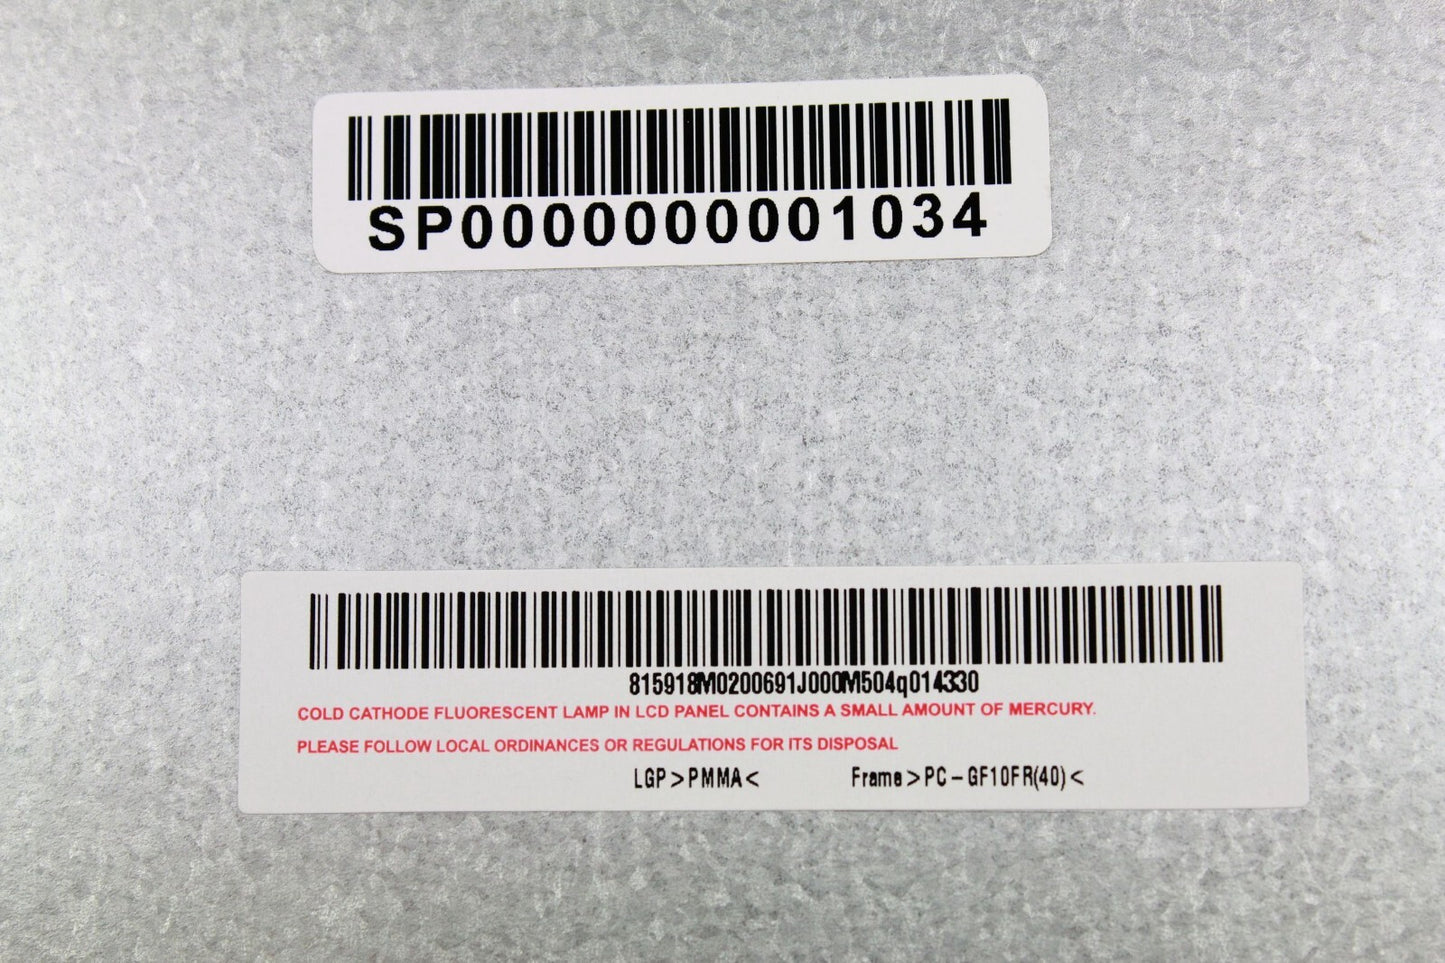 SP0000000001034
815918M0200691J000M504q014330
COLD CATHODE FLUORESCENT LAMP IN LCD PANEL CONTAINS A SMALL AMOUNT OF MERCURY.
PLEASE FOLLOW LOCAL ORDINANCES OR REGULATIONS FOR ITS DISPOSAL
LGP>PMMA< Frame>PC-GF10FR(40)<